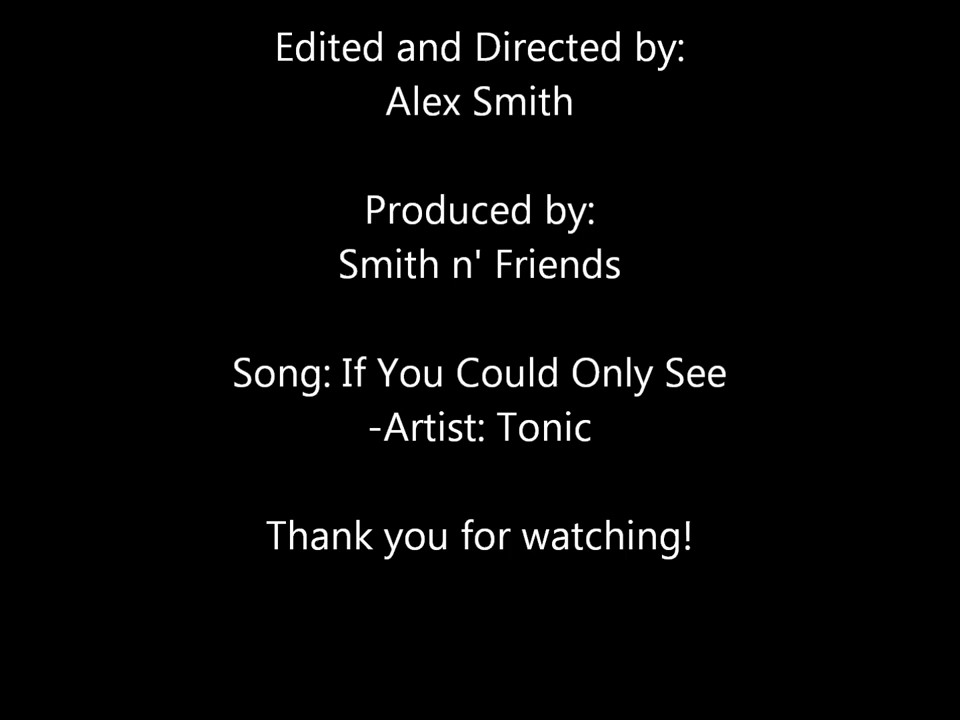 Edited and Directed by:
Alex Smith
Produced by:
Smith n' Friends
Song: If You Could Only See
-Artist: Tonic
Thank you for watching!